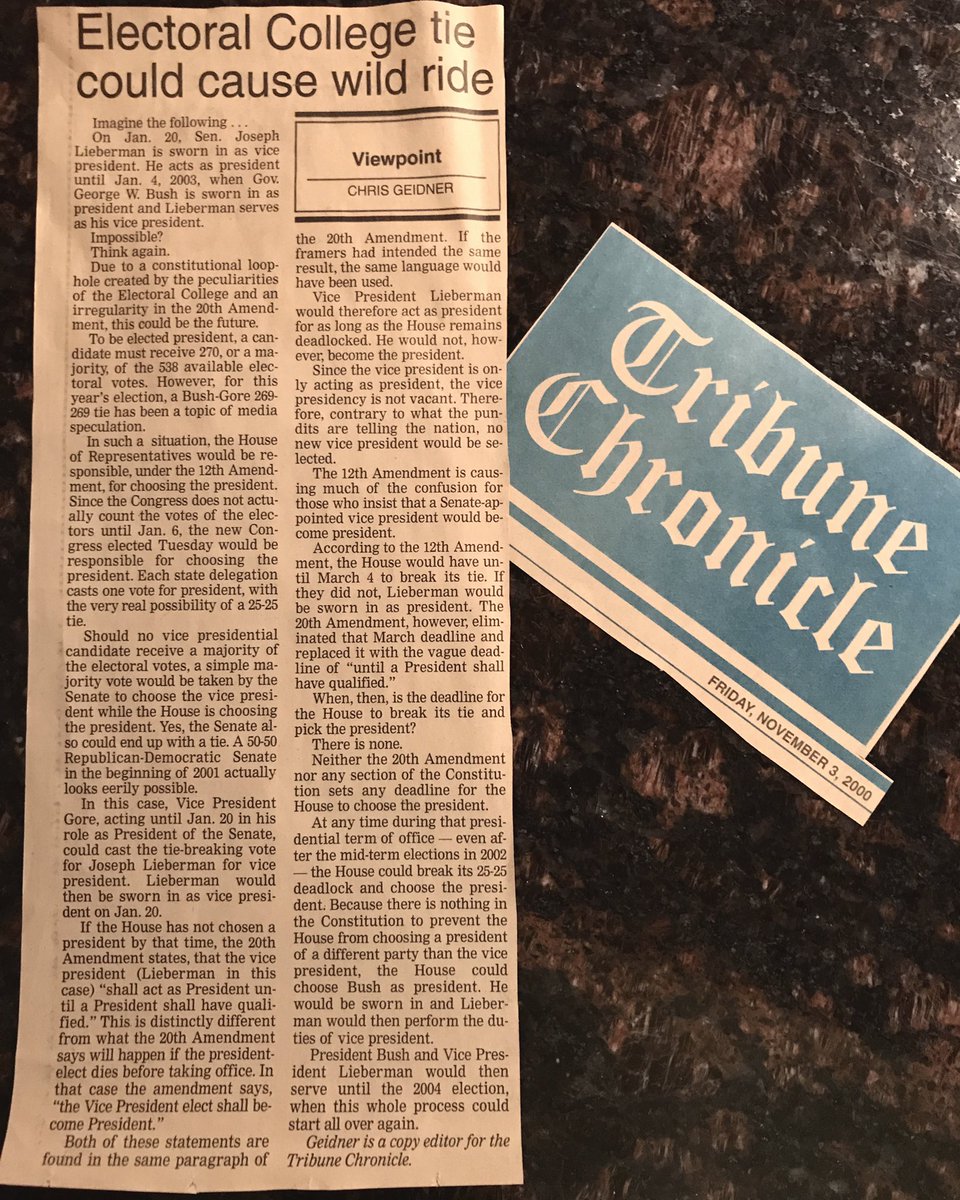 Electoral College tie
could cause wild ride
Imagine the following . . .
On Jan. 20, Sen. Joseph
Lieberman is sworn in as vice
president. He acts as president
until Jan. 4, 2003, when Gov.
George W. Bush is sworn in as
president and Lieberman serves
as his vice president.
Impossible?
Think again.
Due to a constitutional loop-
hole created by the peculiarities
of the Electoral College and an
irregularity in the 20th Amend-
ment, this could be the future.
To be elected president, a can-
didate must receive 270, or a ma-
jority, of the 538 available elec-
toral votes. However, for this
year's election, a Bush-Gore 269-
269 tie has been a topic of media
speculation.
In such a situation, the House
of Representatives would be re-
sponsible, under the 12th Amend-
ment, for choosing the president.
Since the Congress does not actu-
ally count the votes of the elec-
tors until Jan. 6, the new Con-
gress elected Tuesday would be
responsible for choosing the
president. Each state delegation
casts one vote for president, with
the very real possibility of a 25-25
tie.
Should no vice presidential
candidate receive a majority of
the electoral votes, a simple ma-
jority vote would be taken by the
Senate to choose the vice presi-
dent while the House is choosing
the president. Yes, the Senate al-
so could end up with a tie. A 50-50
Republican-Democratic Senate
in the beginning of 2001 actually
looks eerily possible.
In this case, Vice President
Gore, acting until Jan. 20 in his
role as President of the Senate,
could cast the tie-breaking vote
for Joseph Lieberman for vice
president. Lieberman would
then be sworn in as vice presi-
dent on Jan. 20.
If the House has not chosen a
president by that time, the 20th
Amendment states, that the vice
president (Lieberman in this
case) "shall act as President un-
til a President shall have quali-
fied." This is distinctly different
from what the 20th Amendment
says will happen if the president-
elect dies before taking office. In
that case the amendment says,
"the Vice President elect shall be-
come President."
Both of these statements are
found in the same paragraph of
Viewpoint
CHRIS GEIDNER
the 20th Amendment. If the
framers had intended the same
result, the same language would
have been used.
Vice President Lieberman
would therefore act as president
for as long as the House remains
deadlocked. He would not, how-
ever, become the president.
Since the vice president is on-
ly acting as president, the vice
presidency is not vacant. There-
fore, contrary to what the pun-
dits are telling the nation, no
new vice president would be se-
lected.
The 12th Amendment is caus-
ing much of the confusion for
those who insist that a Senate-ap-
pointed vice president would be-
come president.
According to the 12th Amend-
ment, the House would have un-
til March 4 to break its tie. If
they did not, Lieberman would
be sworn in as president. The
20th Amendment, however, elim-
inated that March deadline and
replaced it with the vague dead-
line of "until a President shall
have qualified."
When, then, is the deadline for
the House to break its tie and
pick the president?
There is none.
Neither the 20th Amendment
nor any section of the Constitu-
tion sets any deadline for the
House to choose the president.
At any time during that presi-
dential term of office — even af-
ter the mid-term elections in 2002
— the House could break its 25-25
deadlock and choose the presi-
dent. Because there is nothing in
the Constitution to prevent the
House from choosing a president
of a different party than the vice
president, the House could
choose Bush as president. He
would be sworn in and Lieber-
man would then perform the du-
ties of vice president.
President Bush and Vice Pres-
ident Lieberman would then
serve until the 2004 election,
when this whole process could
start all over again.
Geidner is a copy editor for the
Tribune Chronicle.
Tribune
Chronicle
FRIDAY, NOVEMBER 3, 2000